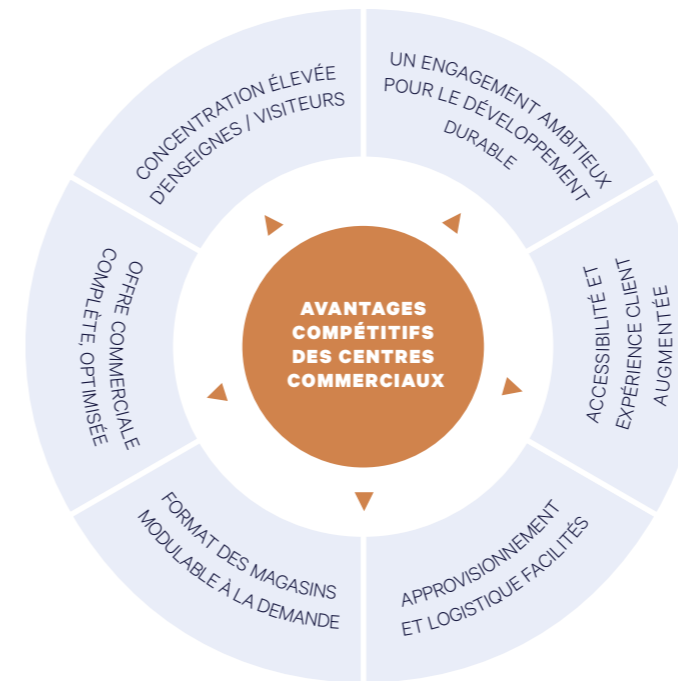 CONCENTRATION ÉLEVÉE
D'ENSEIGNES / VISITEURS
UN ENGAGEMENT AMBITIEUX
POUR LE DÉVELOPPEMENT
DURABLE
ACCESSIBILITÉ ET
EXPÉRIENCE CLIENT
AUGMENTÉE
APPROVISIONNEMENT
ET LOGISTIQUE FACILITÉS
FORMAT DES MAGASINS
MODULABLE À LA DEMANDE
OFFRE COMMERCIALE
COMPLÈTE, OPTIMISÉE
AVANTAGES
COMPÉTITIFS
DES CENTRES
COMMERCIAUX